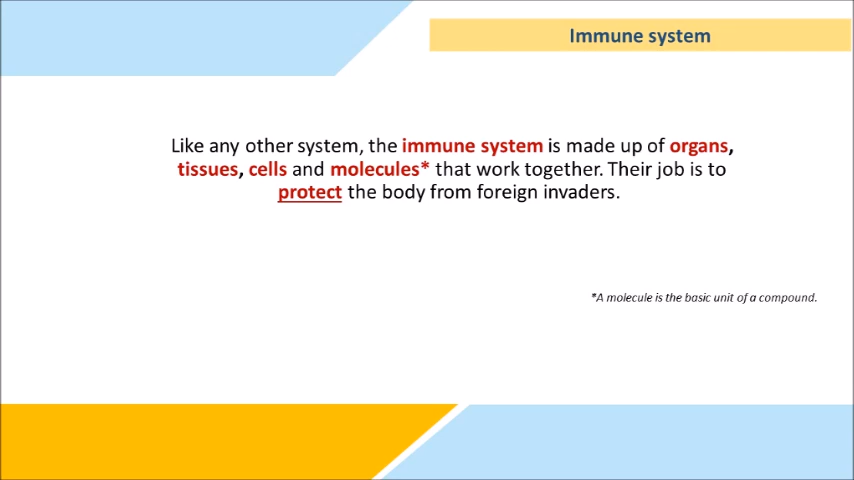 Immune system
Like any other system, the immune system is made up of organs,
tissues, cells and molecules* that work together. Their job is to
protect the body from foreign invaders.
*A molecule is the basic unit of a compound.